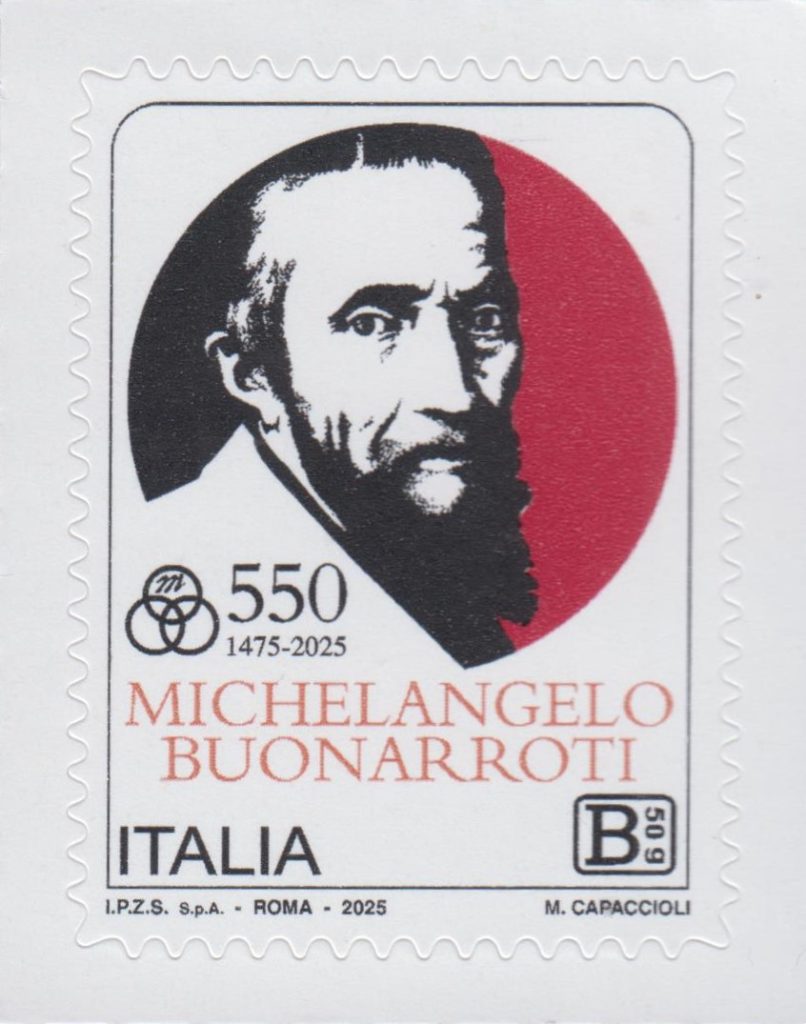 m
550
1475-2025
MICHELANGELO
BUONARROTI
ITALIA
B 50 g
I.P.Z.S. S.p.A. - ROMA - 2025
M. CAPACCIOLI